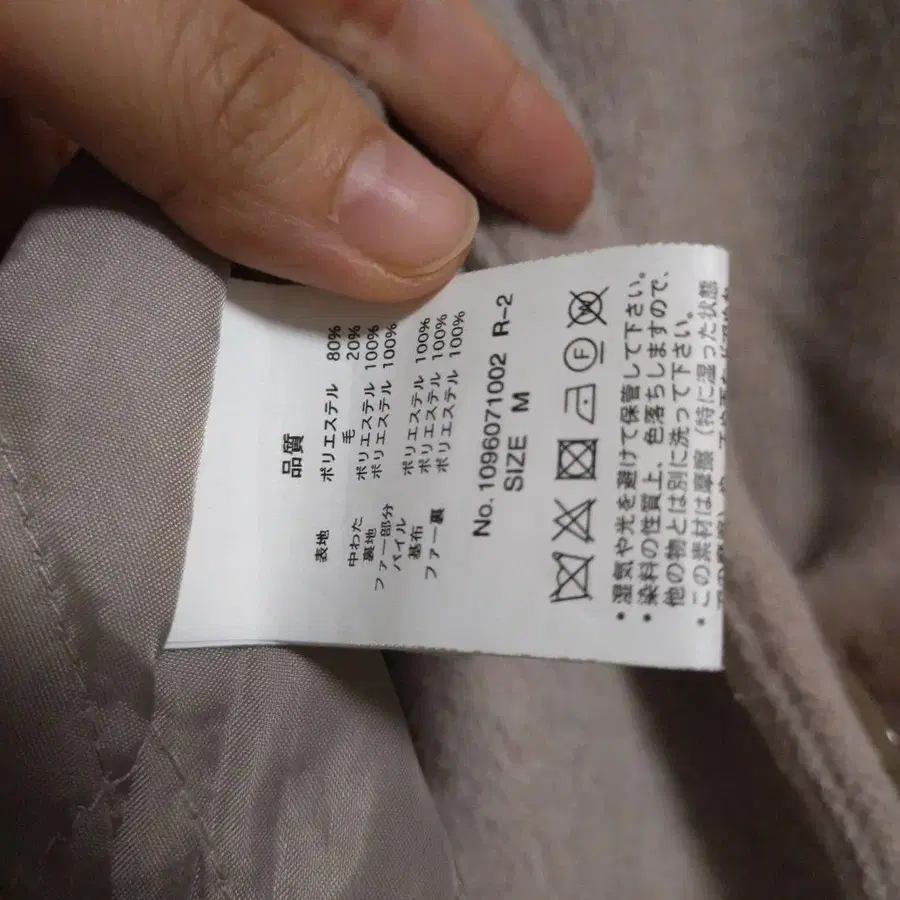 品質
表地 ポリエステル 80%
毛 20%
中わた ポリエステル 100%
裏地 ポリエステル 100%
ファー部分
パイル ポリエステル 100%
基布 ポリエステル 100%
ファー裏 ポリエステル 100%
No.1096071002 R-2
SIZE M
F
・湿気や光を避けて保管して下さい。
・染料の性質上、色落ちしますので、
他の物とは別に洗って下さい。
・この素材は摩擦（特に湿った状態